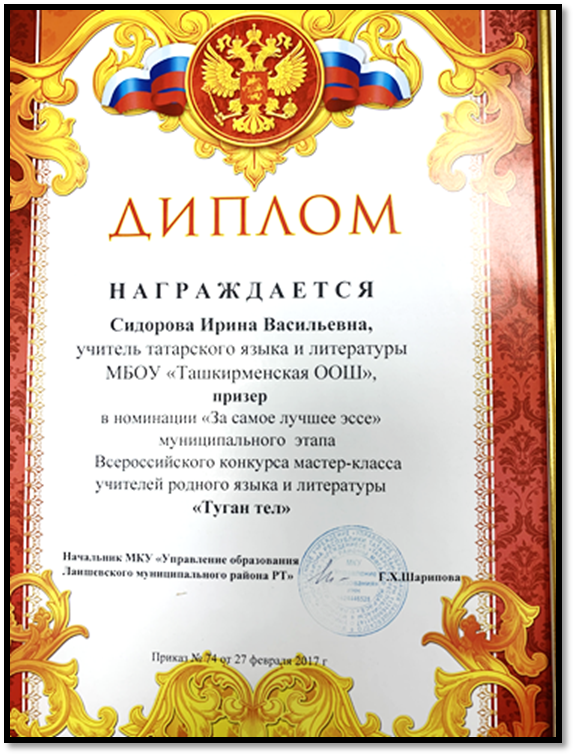 ДИПЛОМ
НАГРАЖДАЕТСЯ
Сидорова Ирина Васильевна,
учитель татарского языка и литературы
МБОУ «Ташкирменская ООШ»,
призер
в номинации «За самое лучшее эссе»
муниципального этапа
Всероссийского конкурса мастер-класса
учителей родного языка и литературы
«Туган тел»
Начальник МКУ «Управление образования
Лаишевского муниципального района РТ» Г.Х.Шарипова
МКУ
Приказ № 74 от 27 февраля 2017 г